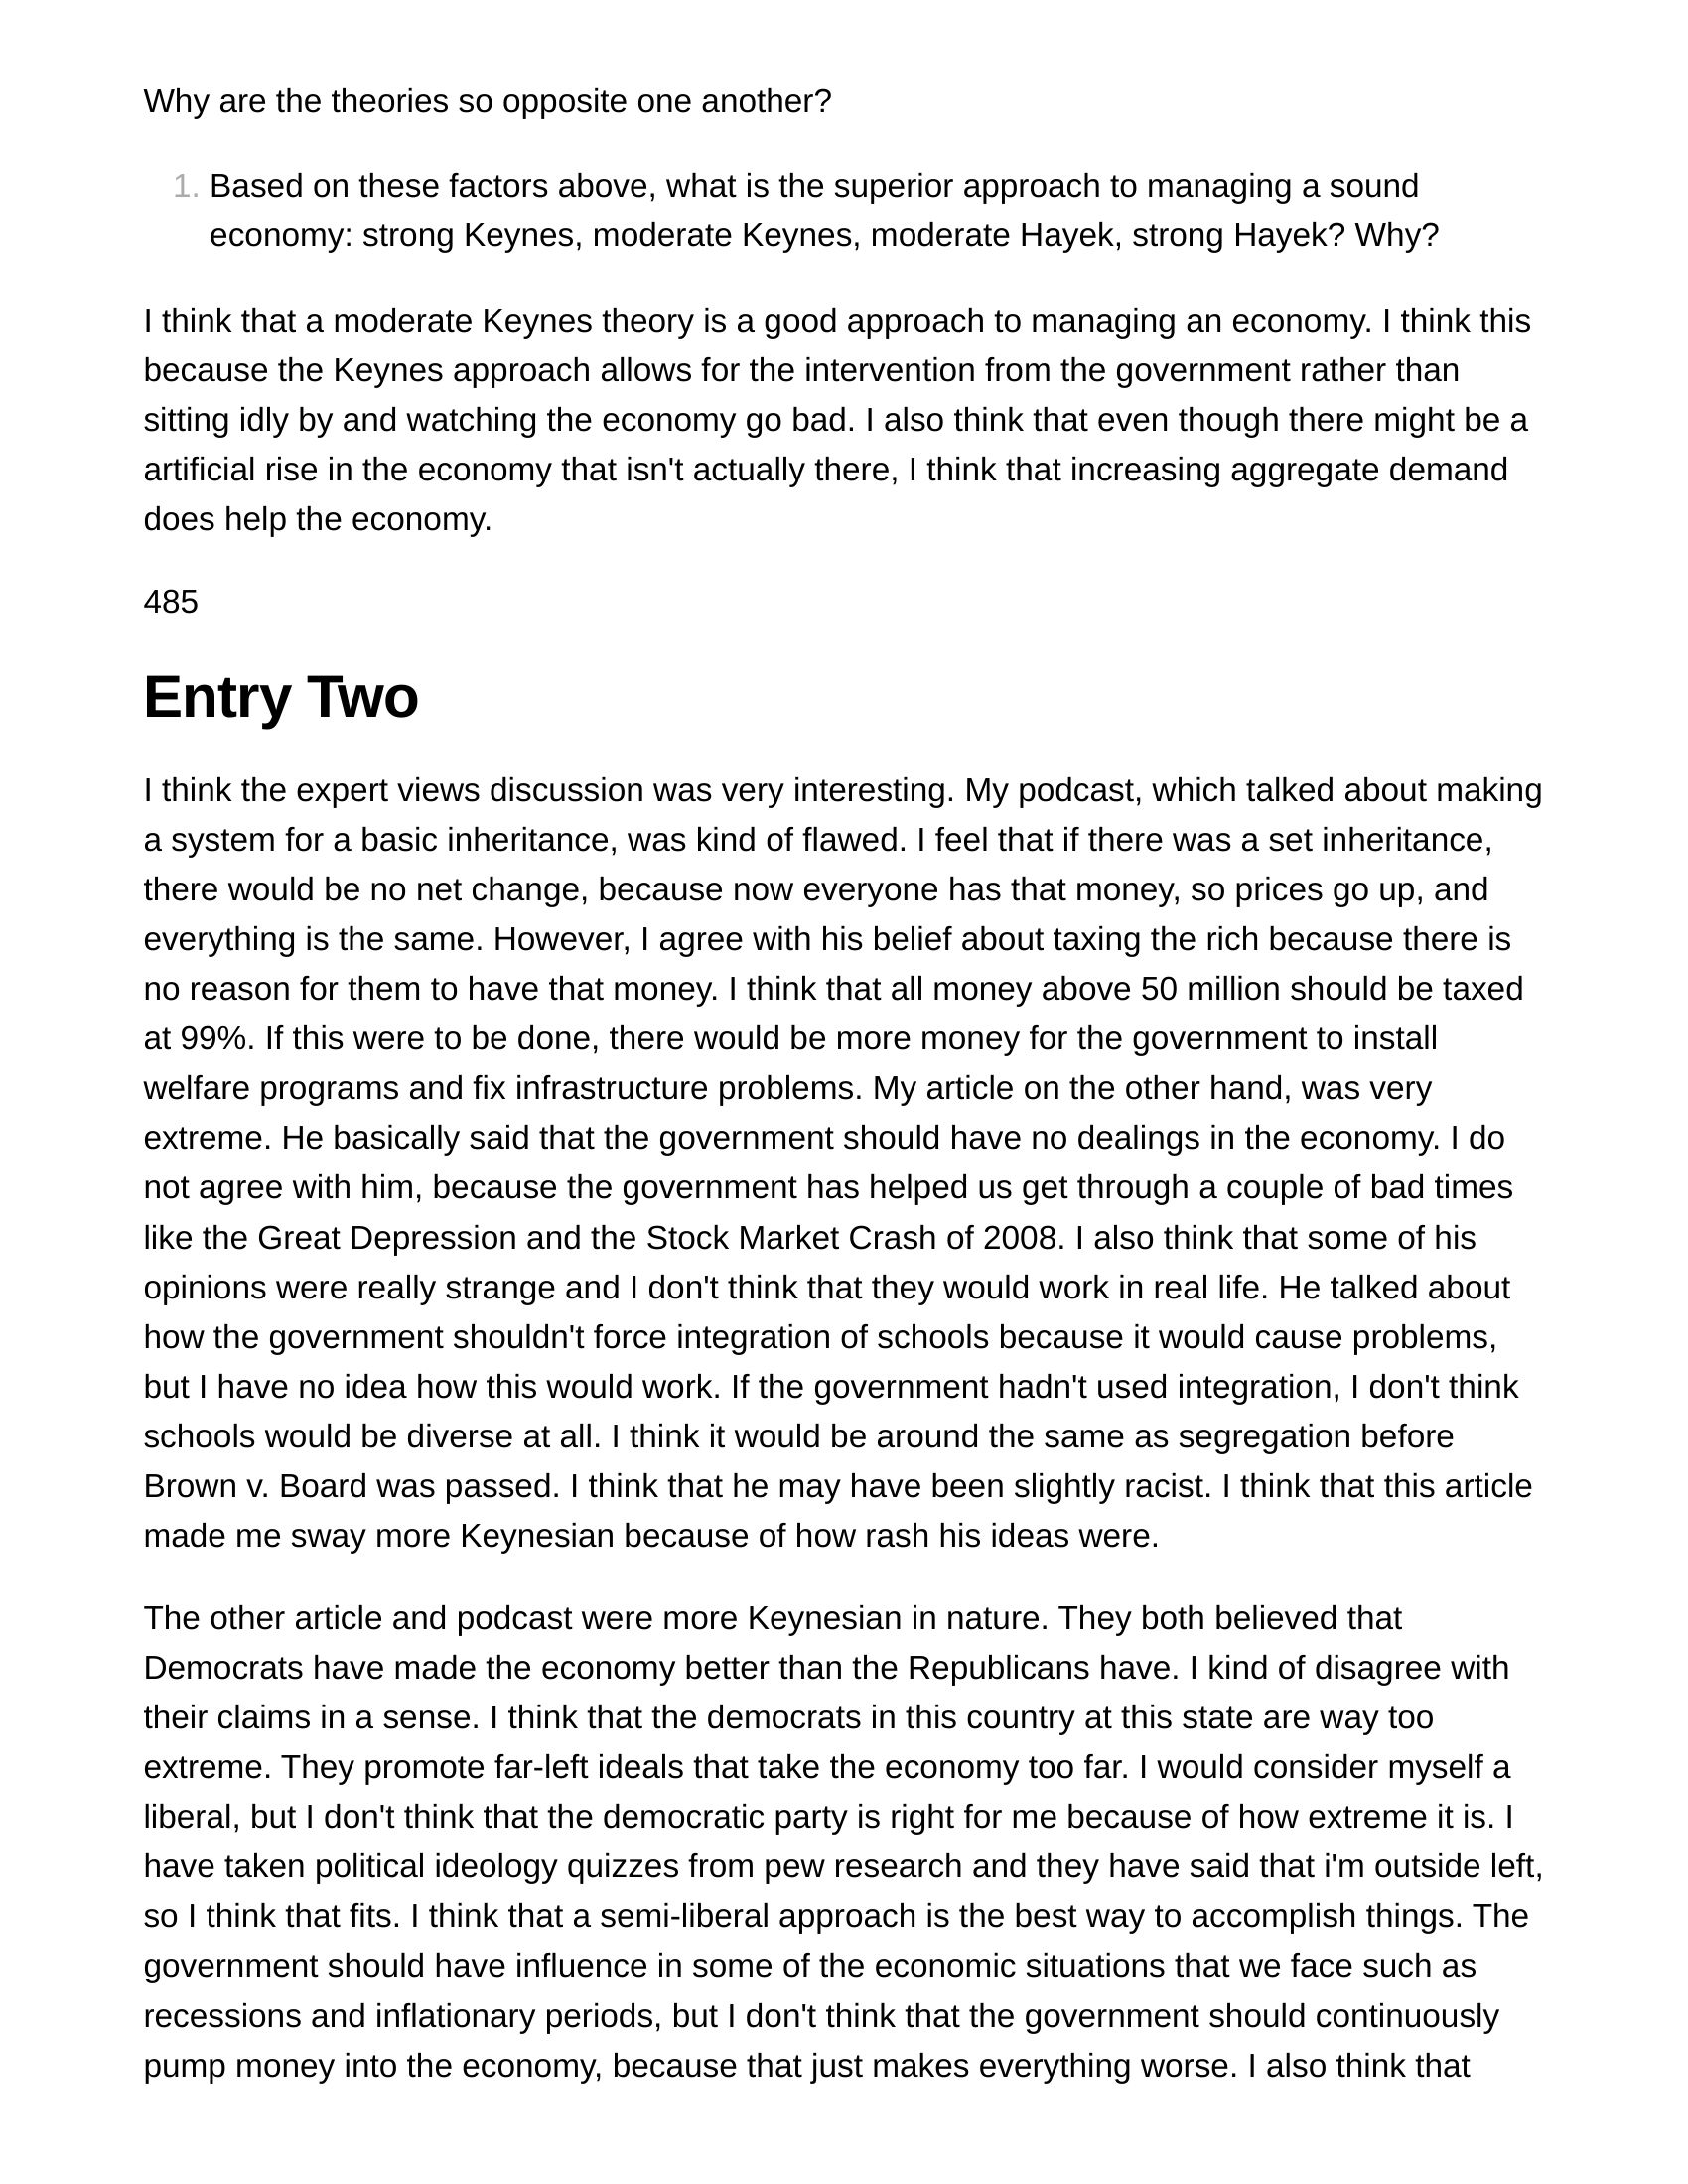 Why are the theories so opposite one another?
1. Based on these factors above, what is the superior approach to managing a sound
economy: strong Keynes, moderate Keynes, moderate Hayek, strong Hayek? Why?
I think that a moderate Keynes theory is a good approach to managing an economy. I think this
because the Keynes approach allows for the intervention from the government rather than
sitting idly by and watching the economy go bad. I also think that even though there might be a
artificial rise in the economy that isn't actually there, I think that increasing aggregate demand
does help the economy.
485
Entry Two
I think the expert views discussion was very interesting. My podcast, which talked about making
a system for a basic inheritance, was kind of flawed. I feel that if there was a set inheritance,
there would be no net change, because now everyone has that money, so prices go up, and
everything is the same. However, I agree with his belief about taxing the rich because there is
no reason for them to have that money. I think that all money above 50 million should be taxed
at 99%. If this were to be done, there would be more money for the government to install
welfare programs and fix infrastructure problems. My article on the other hand, was very
extreme. He basically said that the government should have no dealings in the economy. I do
not agree with him, because the government has helped us get through a couple of bad times
like the Great Depression and the Stock Market Crash of 2008. I also think that some of his
opinions were really strange and I don't think that they would work in real life. He talked about
how the government shouldn't force integration of schools because it would cause problems,
but I have no idea how this would work. If the government hadn't used integration, I don't think
schools would be diverse at all. I think it would be around the same as segregation before
Brown v. Board was passed. I think that he may have been slightly racist. I think that this article
made me sway more Keynesian because of how rash his ideas were.
The other article and podcast were more Keynesian in nature. They both believed that
Democrats have made the economy better than the Republicans have. I kind of disagree with
their claims in a sense. I think that the democrats in this country at this state are way too
extreme. They promote far-left ideals that take the economy too far. I would consider myself a
liberal, but I don't think that the democratic party is right for me because of how extreme it is. I
have taken political ideology quizzes from pew research and they have said that i'm outside left,
so I think that fits. I think that a semi-liberal approach is the best way to accomplish things. The
government should have influence in some of the economic situations that we face such as
recessions and inflationary periods, but I don't think that the government should continuously
pump money into the economy, because that just makes everything worse. I also think that